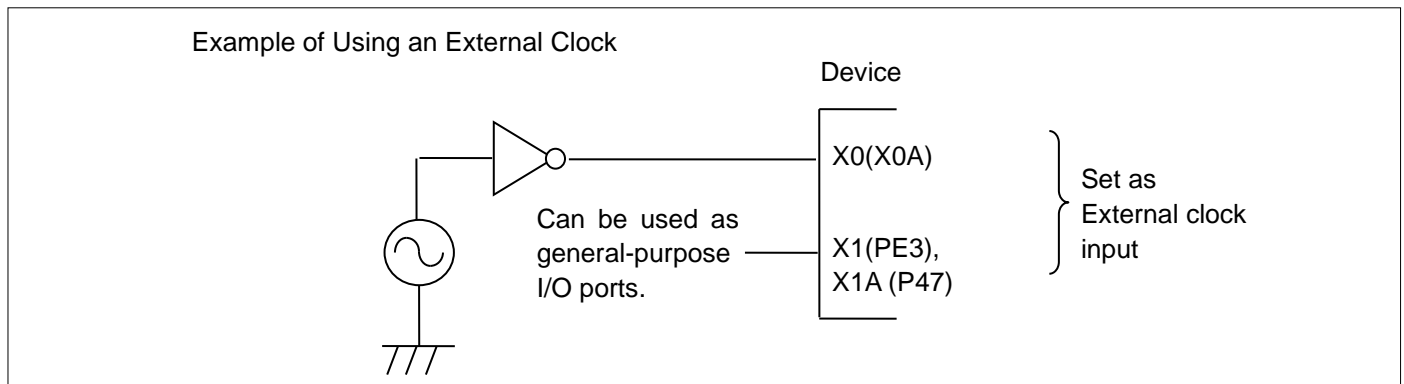 Example of Using an External Clock
Device
X0(X0A)
Can be used as
general-purpose
I/O ports.
X1(PE3),
X1A (P47)
Set as
External clock
input